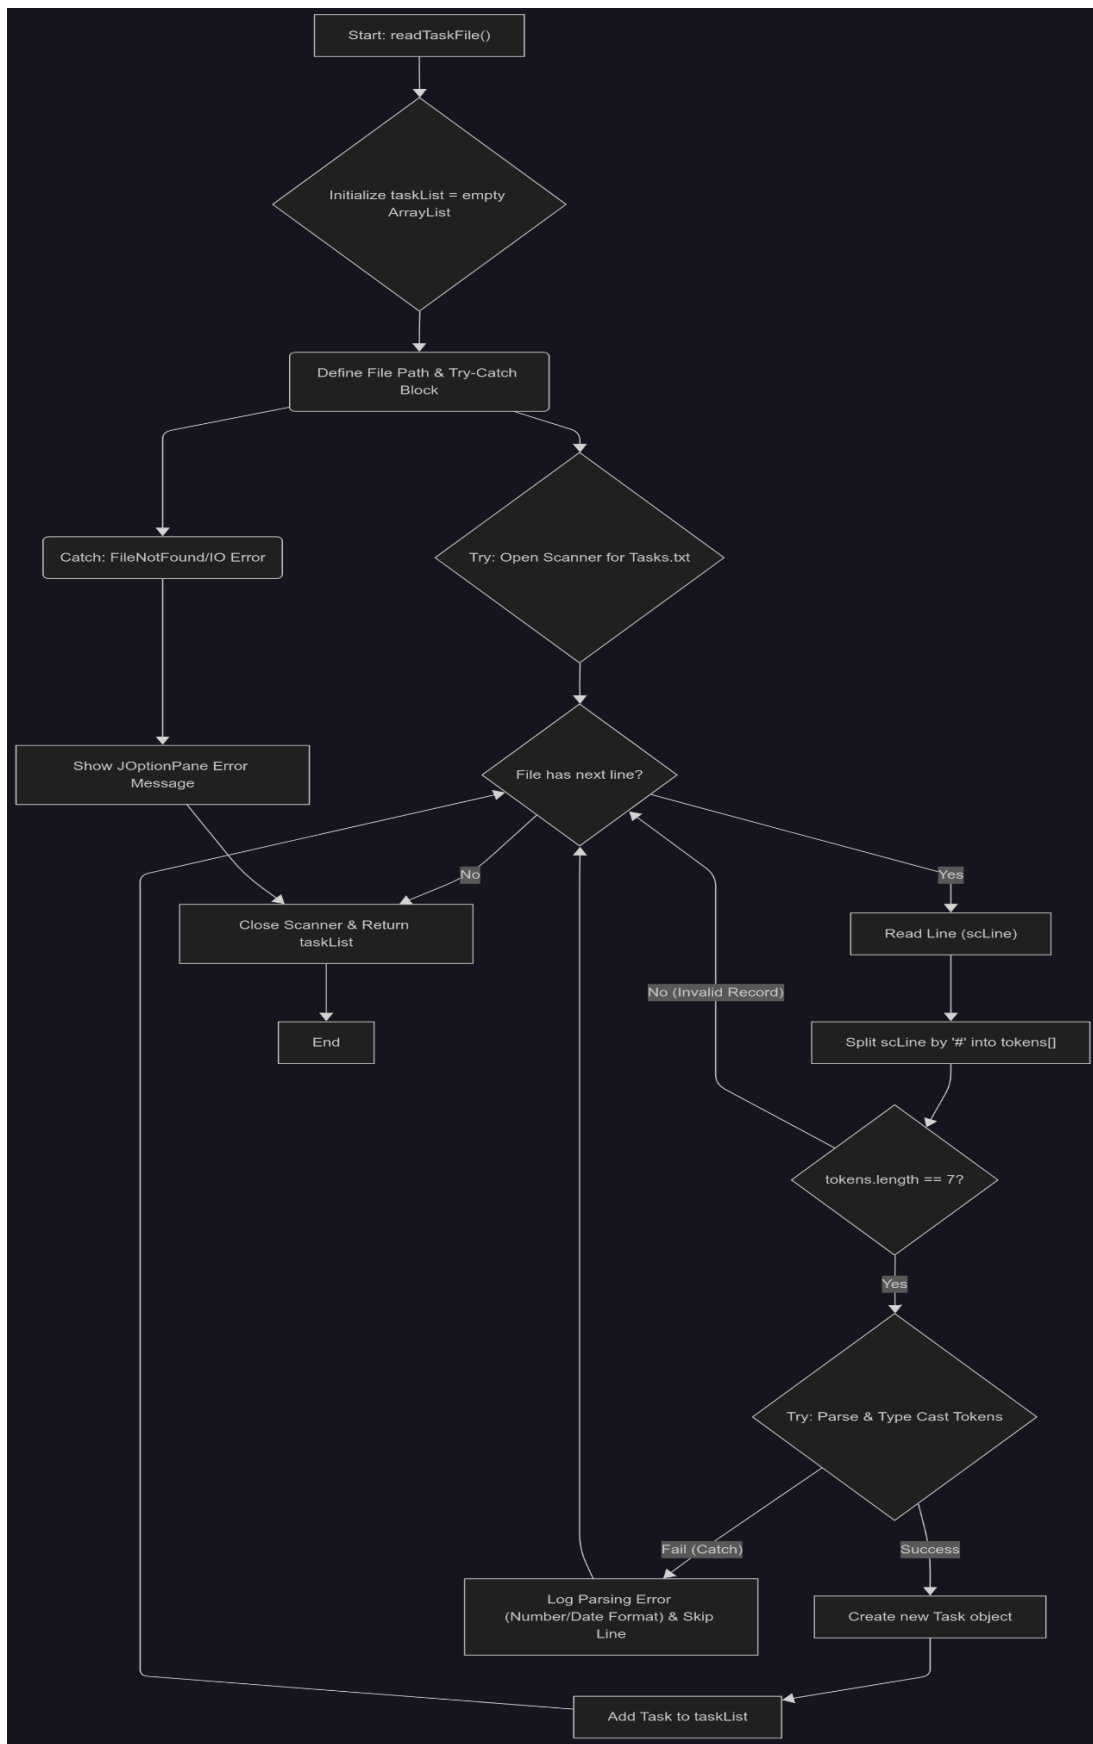 Start: readTaskFile()
Initialize taskList = empty
ArrayList
Define File Path & Try-Catch
Block
Catch: FileNotFound/IO Error
Try: Open Scanner for Tasks.txt
Show JOptionPane Error
Message
File has next line?
No
Yes
Close Scanner & Return
taskList
Read Line (scLine)
No (Invalid Record)
End
Split scLine by '#' into tokens[]
tokens.length == 7?
Yes
Try: Parse & Type Cast Tokens
Fail (Catch)
Success
Log Parsing Error
(Number/Date Format) & Skip
Line
Create new Task object
Add Task to taskList